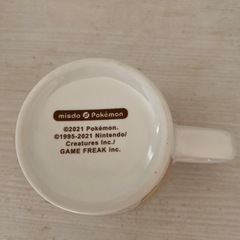 misdo Pokémon
©2021 Pokémon.
©1995-2021 Nintendo/
Creatures Inc./
GAME FREAK inc.